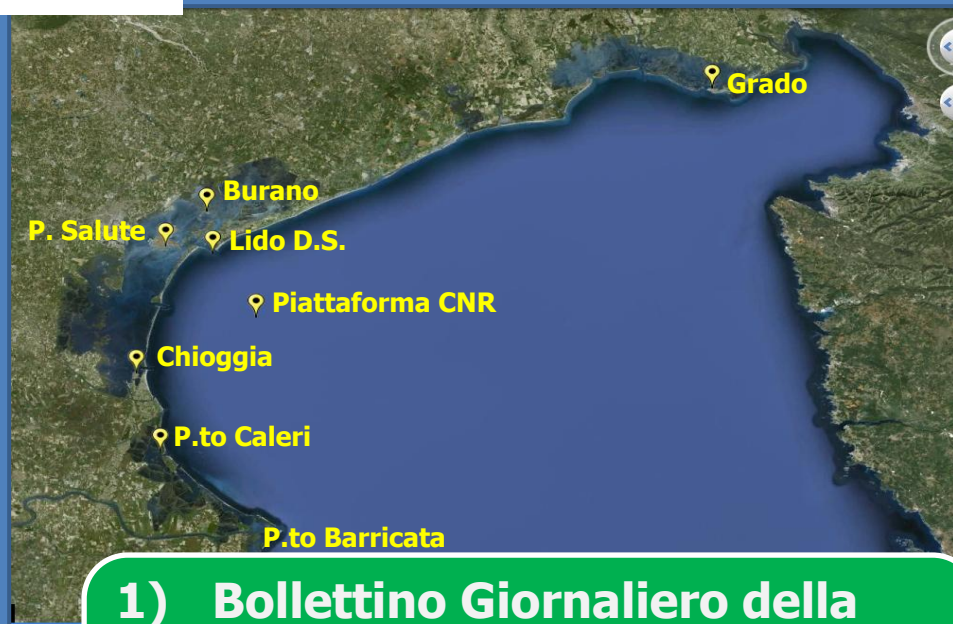 Grado
Burano
P. Salute
Lido D.S.
Piattaforma CNR
Chioggia
P.to Caleri
P.to Barricata
1) Bollettino Giornaliero della